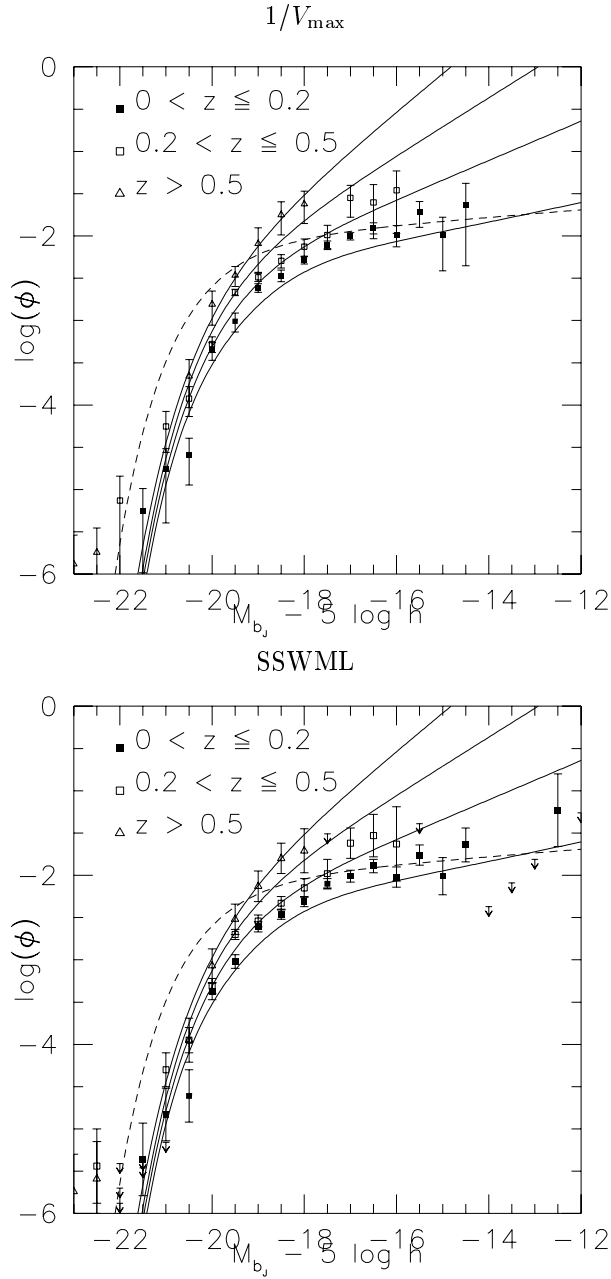 1/Vmax
0
0 < z ≦ 0.2
0.2 < z ≦ 0.5
z > 0.5
−2
log(ϕ)
−4
−6
−22 −20 −18 −16 −14 −12
M_bJ − 5 log h
SSWML
0
0 < z ≦ 0.2
0.2 < z ≦ 0.5
z > 0.5
−2
log(ϕ)
−4
−6
−22 −20 −18 −16 −14 −12
M_bJ − 5 log h